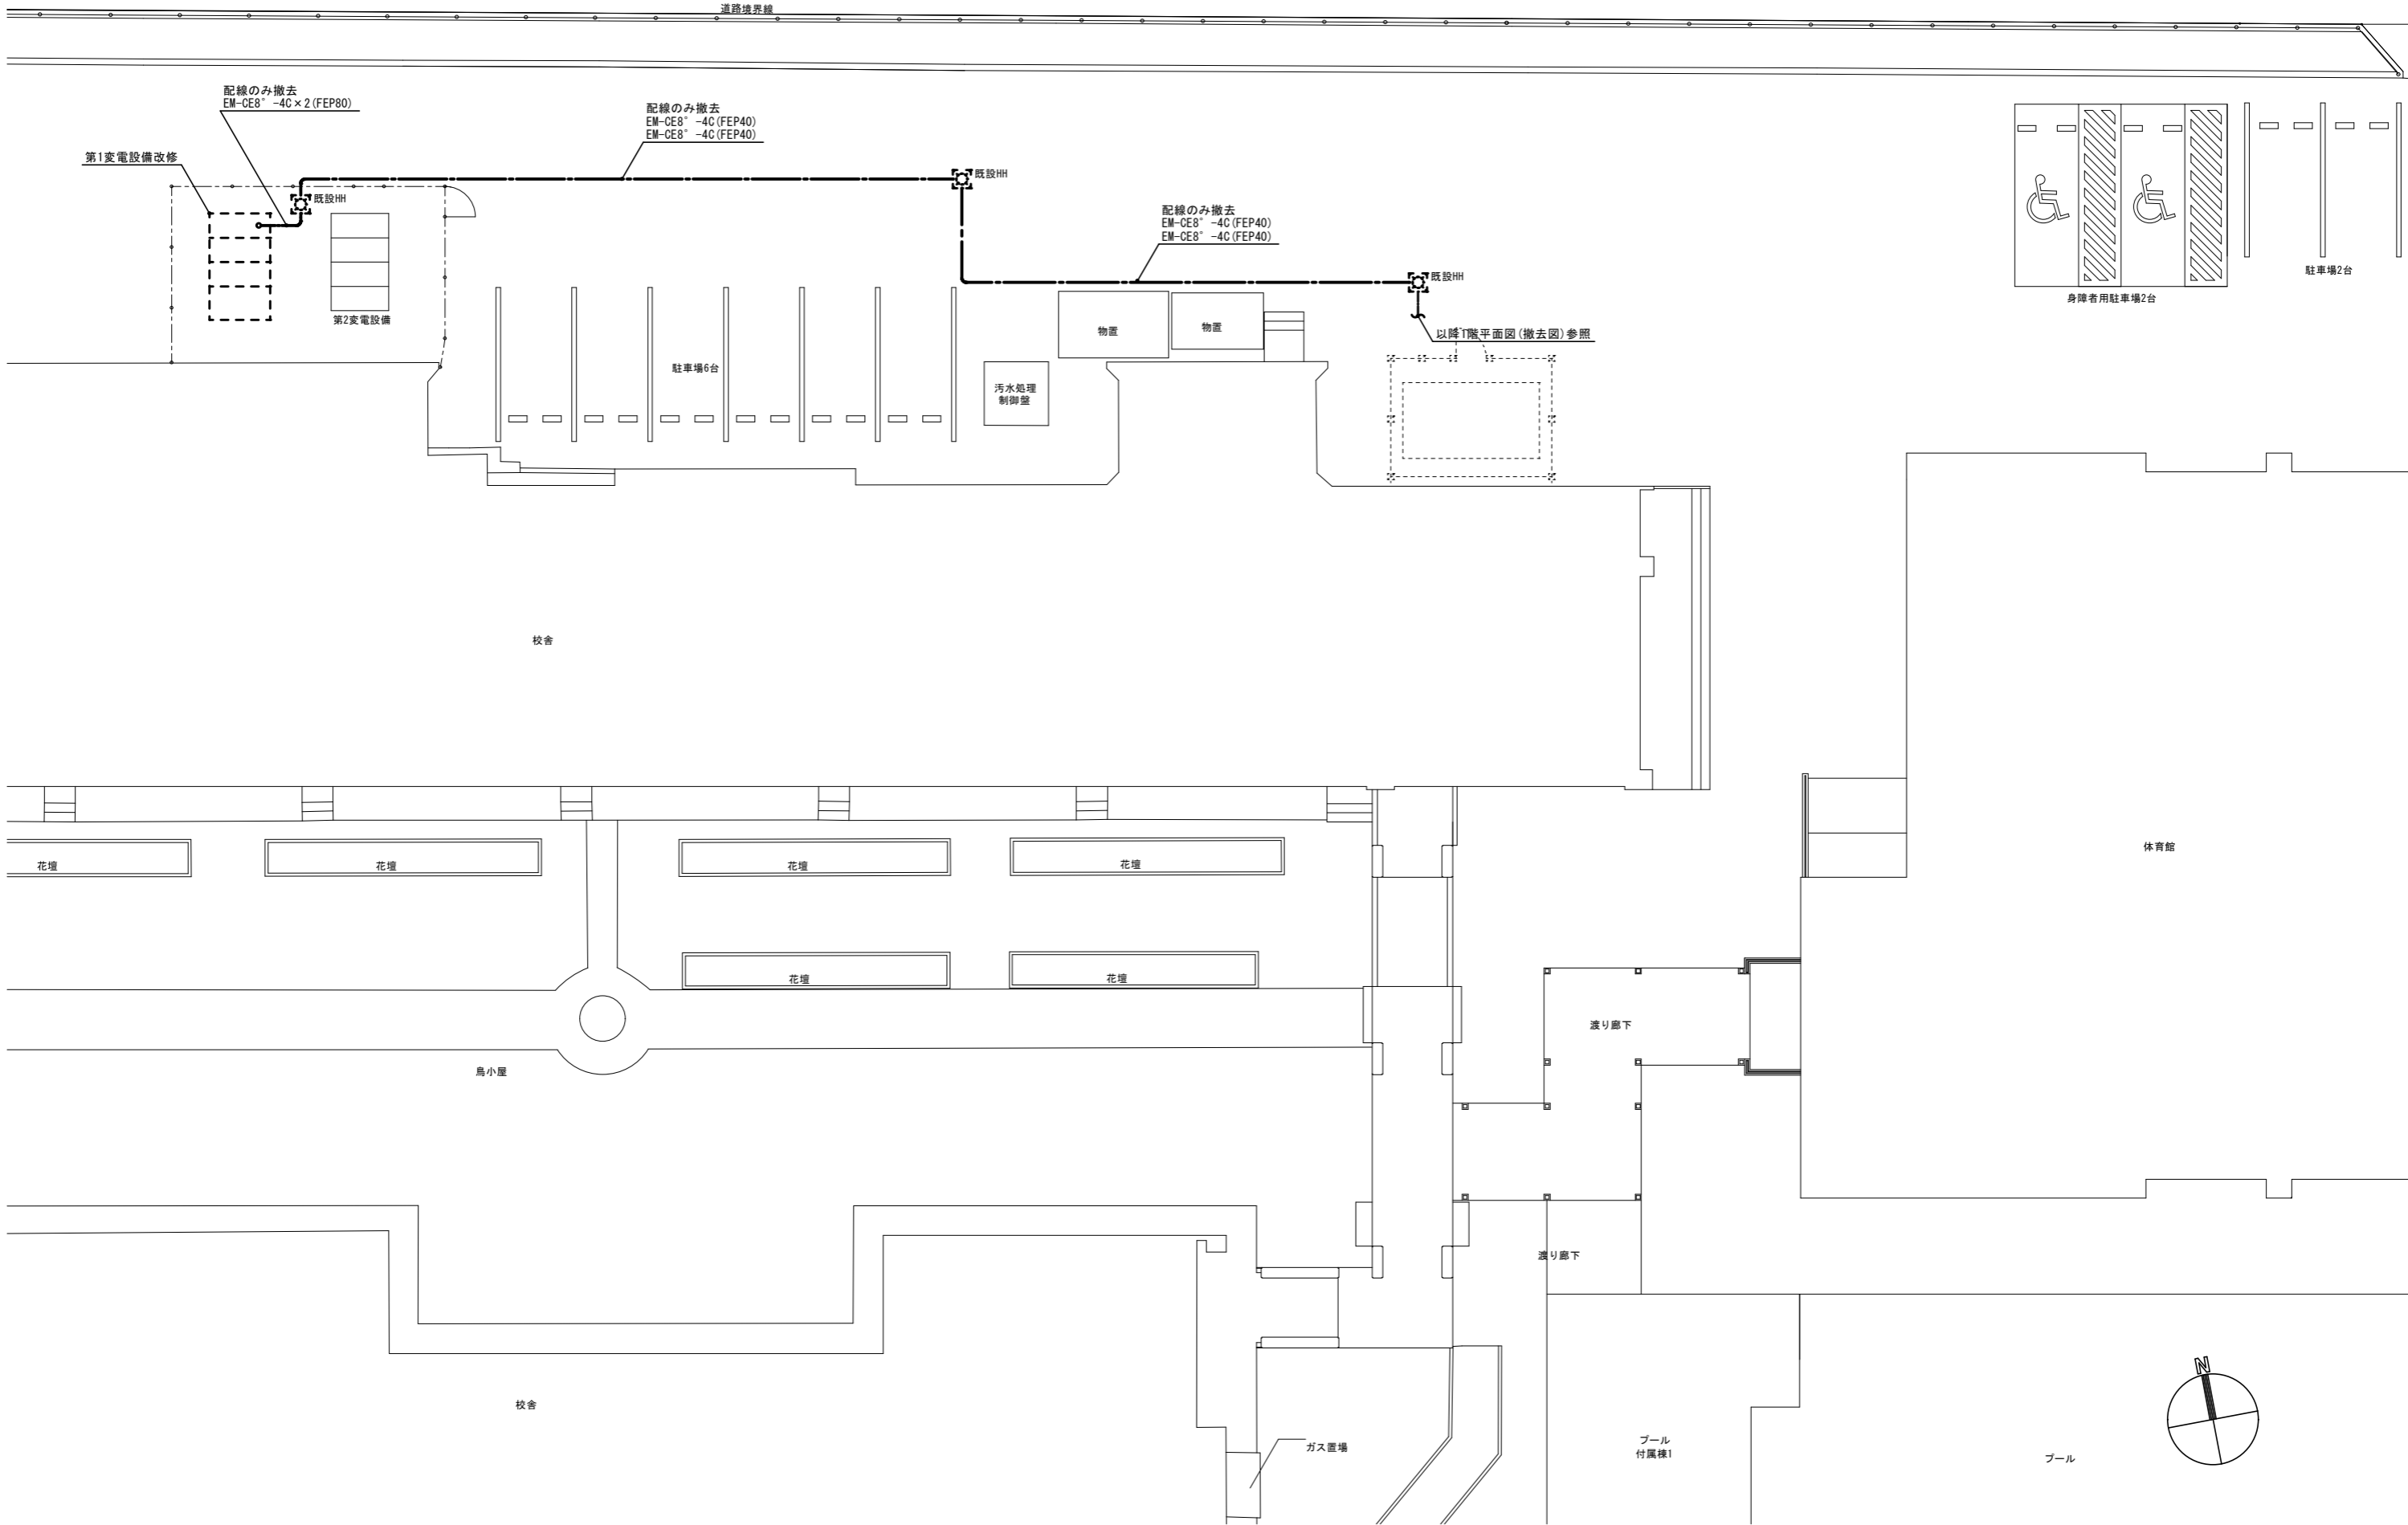 道路境界線
配線のみ撤去
EM-CE8°-4C×2(FEP80)
配線のみ撤去
EM-CE8°-4C(FEP40)
EM-CE8°-4C(FEP40)
第1変電設備改修
既設HH
既設HH
配線のみ撤去
EM-CE8°-4C(FEP40)
EM-CE8°-4C(FEP40)
既設HH
駐車場2台
身障者用駐車場2台
第2変電設備
物置
物置
以降1階平面図(撤去図)参照
駐車場6台
汚水処理
制御盤
校舎
体育館
花壇
花壇
花壇
花壇
花壇
花壇
渡り廊下
鳥小屋
渡り廊下
N
校舎
ガス置場
プール
付属棟1
プール